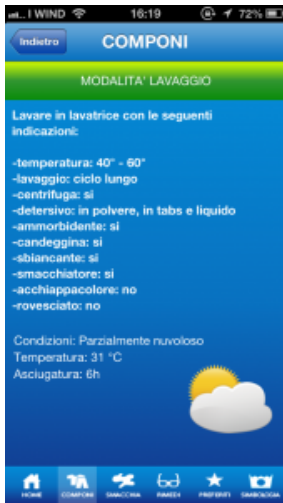 I WIND 16:19 72%
Indietro COMPONI
MODALITA' LAVAGGIO
Lavare in lavatrice con le seguenti
indicazioni:
-temperatura: 40° - 60°
-lavaggio: ciclo lungo
-centrifuga: si
-detersivo: in polvere, in tabs e liquido
-ammorbidente: si
-candeggina: si
-sbiancante: si
-smacchiatore: si
-acchiappacolore: no
-rovesciato: no
Condizioni: Parzialmente nuvoloso
Temperatura: 31 °C
Asciugatura: 6h
HOME COMPONI SMACCHIA RIMEDI PREFERITI SIMBOLOGIA